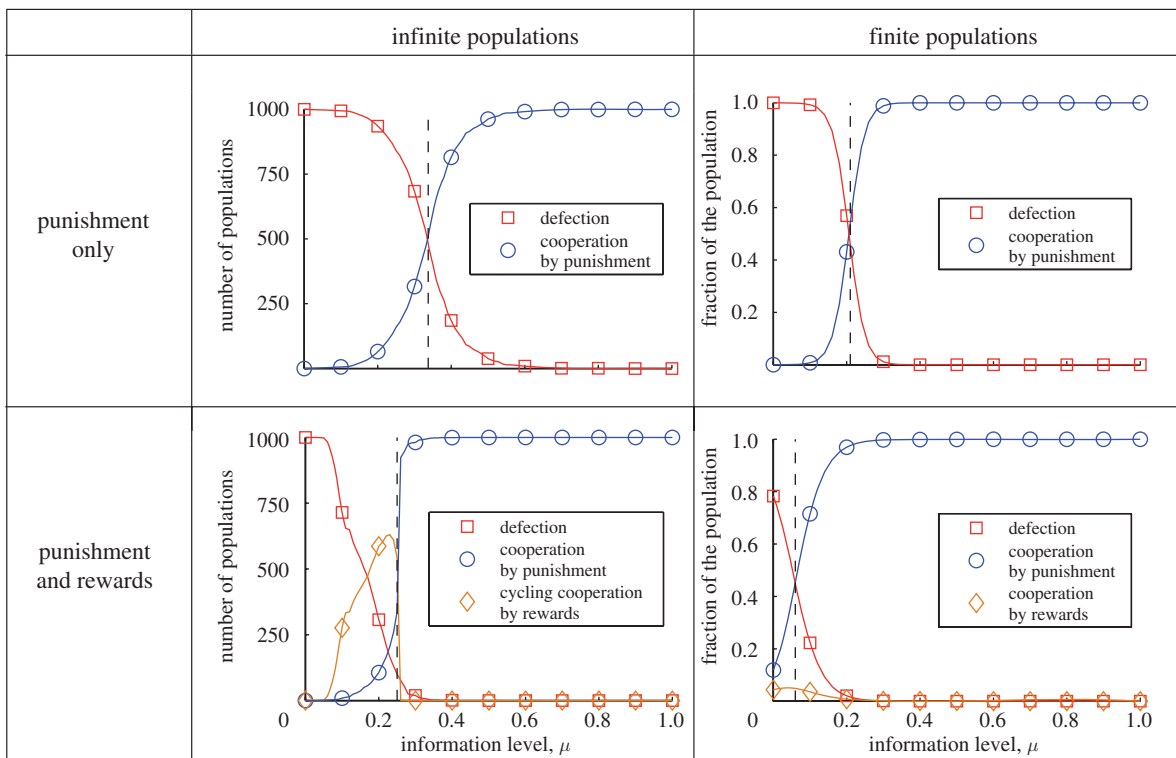 infinite populations
finite populations
punishment
only
number of populations
1000
750
500
250
defection
cooperation
by punishment
fraction of the population
1.0
0.8
0.6
0.4
0.2
defection
cooperation
by punishment
punishment
and rewards
number of populations
1000
750
500
250
0
0.2
0.4
0.6
0.8
1.0
information level, μ
defection
cooperation
by punishment
cycling cooperation
by rewards
fraction of the population
1.0
0.8
0.6
0.4
0.2
0
0.2
0.4
0.6
0.8
1.0
information level, μ
defection
cooperation
by punishment
cooperation
by rewards